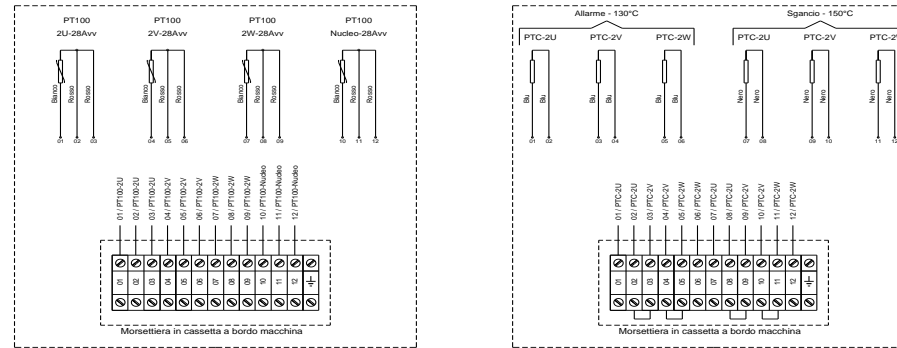 PT100 PT100 PT100 PT100
2U-28Avv 2V-28Avv 2W-28Avv Nucleo-28Avv
Bianco Rosso Rosso Bianco Rosso Rosso Bianco Rosso Rosso Bianco Rosso Rosso
01 02 03 04 05 06 07 08 09 10 11 12
01 / PT100-2U
02 / PT100-2U
03 / PT100-2U
04 / PT100-2V
05 / PT100-2V
06 / PT100-2V
07 / PT100-2W
08 / PT100-2W
09 / PT100-2W
10 / PT100-Nucleo
11 / PT100-Nucleo
12 / PT100-Nucleo
01 02 03 04 05 06 07 08 09 10 11 12
Morsettiera in cassetta a bordo macchina
Allarme - 130°C Sgancio - 150°C
PTC-2U PTC-2V PTC-2W PTC-2U PTC-2V
Blu Blu Blu Blu Blu Blu Nero Nero Nero Nero Nero Nero
01 02 03 04 05 06 07 08 09 10 11
01 / PTC-2U
02 / PTC-2U
03 / PTC-2V
04 / PTC-2V
05 / PTC-2W
06 / PTC-2W
07 / PTC-2U
08 / PTC-2U
09 / PTC-2V
10 / PTC-2V
11 / PTC-2W
12 / PTC-2W
01 02 03 04 05 06 07 08 09 10 11 12
Morsettiera in cassetta a bordo macchina